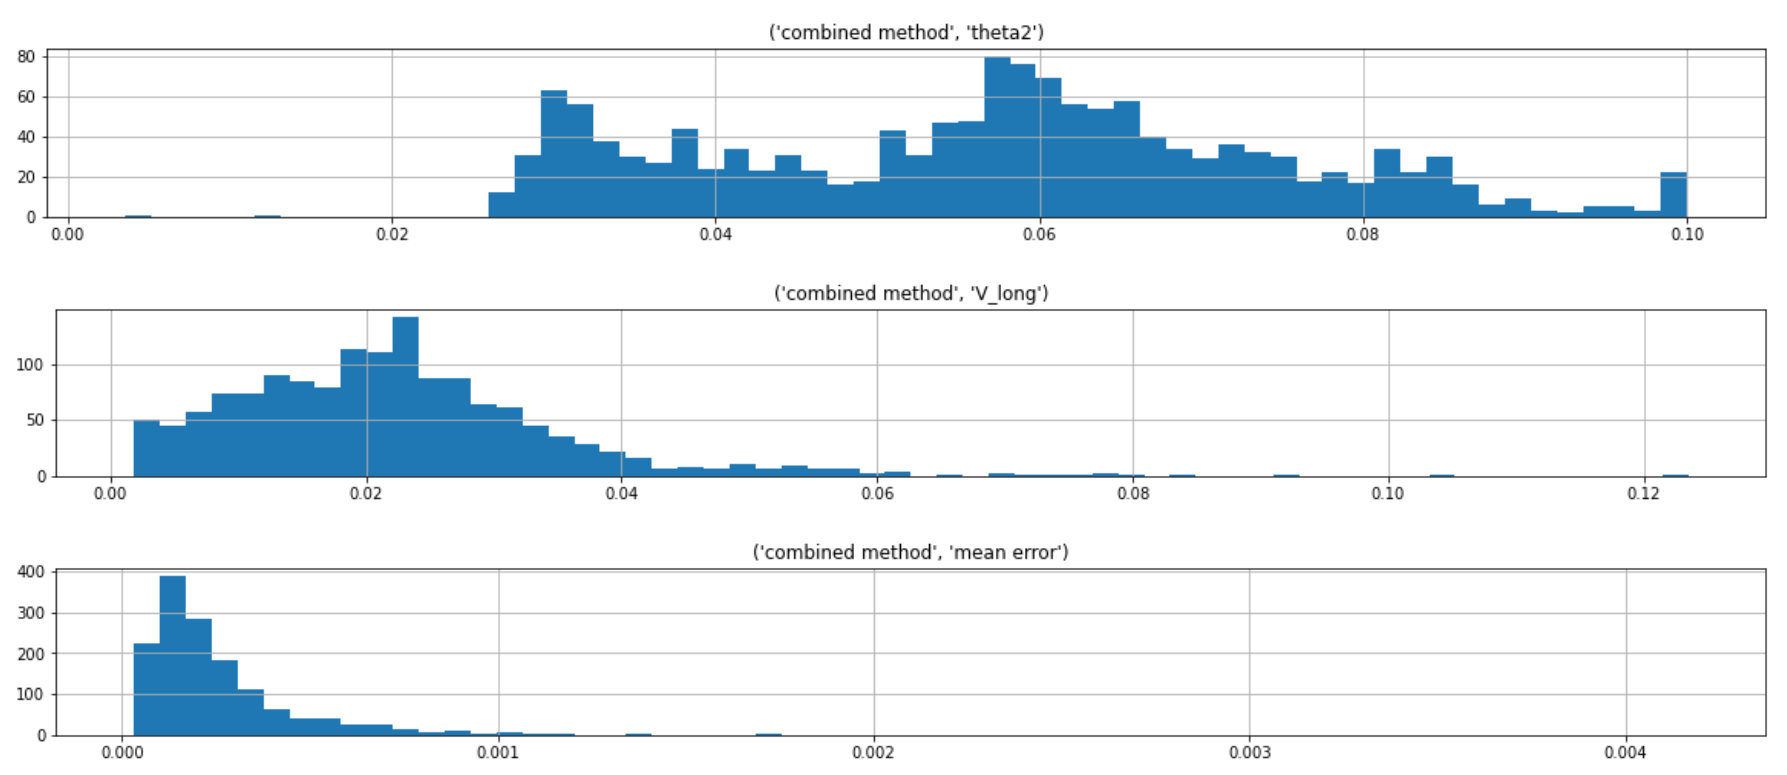 ('combined method', 'theta2')
80
60
40
20
0
0.00 0.02 0.04 0.06 0.08 0.10
('combined method', 'V_long')
100
50
0
0.00 0.02 0.04 0.06 0.08 0.10 0.12
('combined method', 'mean error')
400
300
200
100
0
0.000 0.001 0.002 0.003 0.004